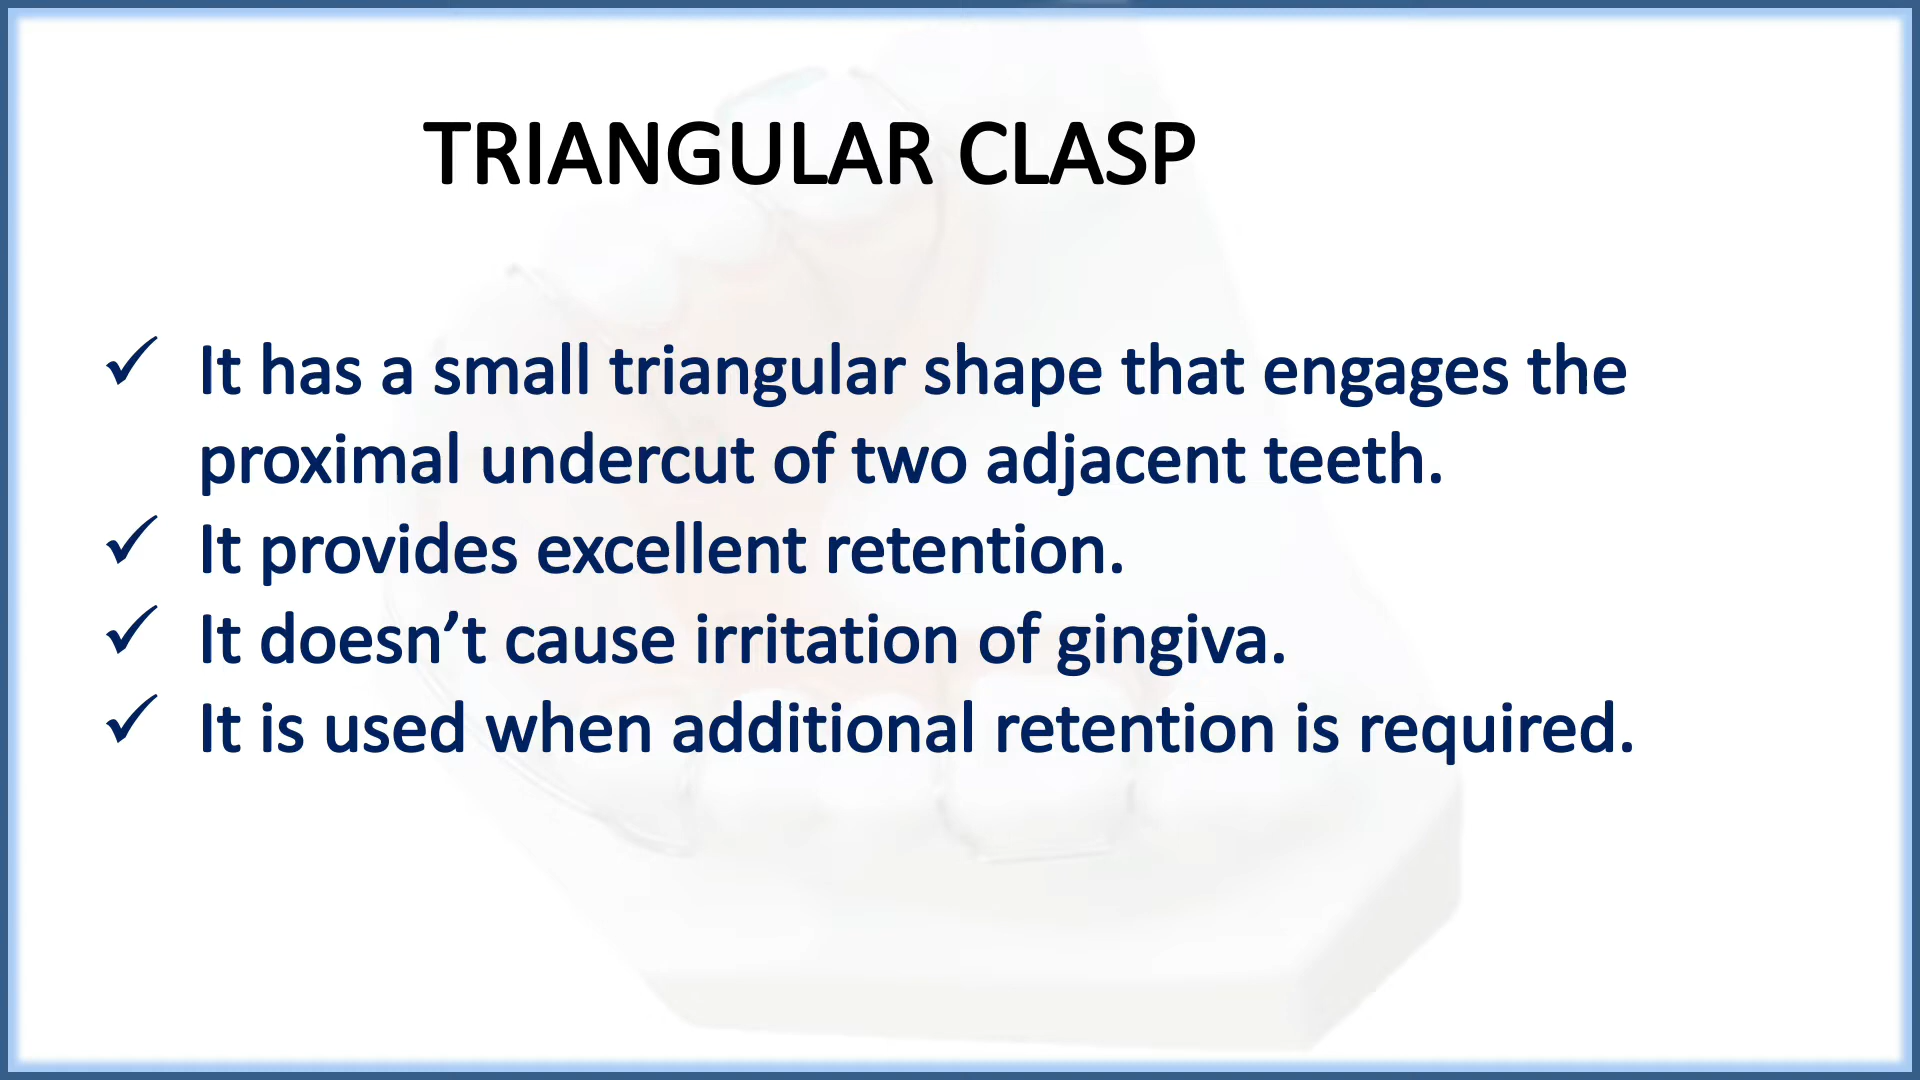 TRIANGULAR CLASP
✓ It has a small triangular shape that engages the
proximal undercut of two adjacent teeth.
✓ It provides excellent retention.
✓ It doesn’t cause irritation of gingiva.
✓ It is used when additional retention is required.